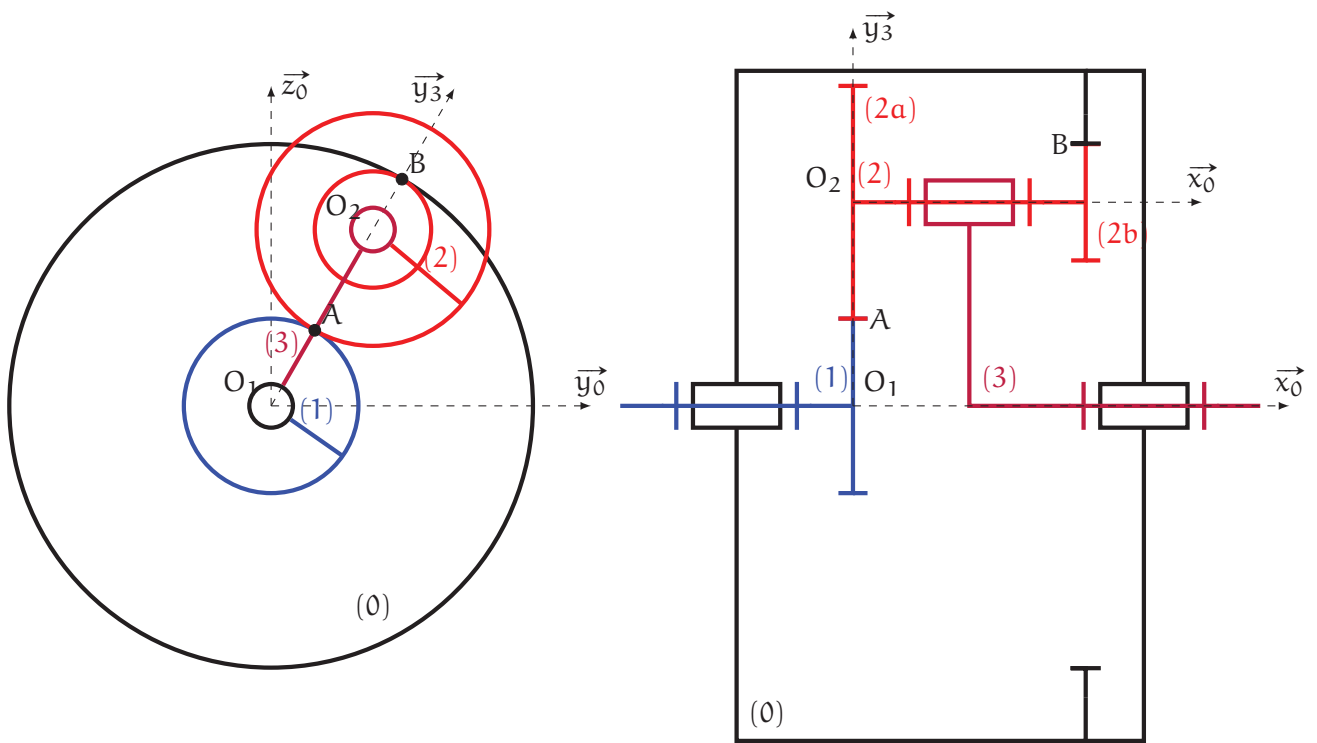 z₀
y₃
B
O₂
(2)
A
(3)
O₁
(1)
y₀
(0)
y₃
(2a)
B
O₂
(2)
x₀
(2b)
A
(1)
O₁
(3)
x₀
(0)